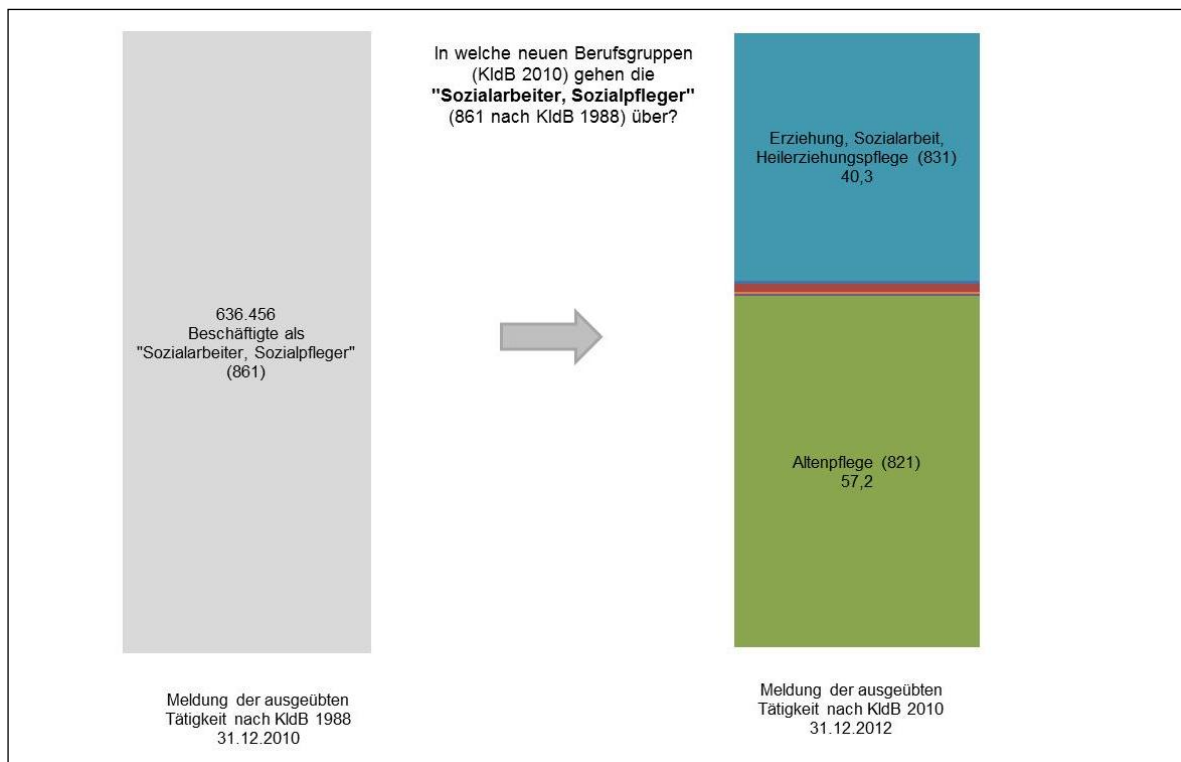 In welche neuen Berufsgruppen
(KldB 2010) gehen die
"Sozialarbeiter, Sozialpfleger"
(861 nach KldB 1988) über?
636.456
Beschäftigte als
"Sozialarbeiter, Sozialpfleger"
(861)
Erziehung, Sozialarbeit,
Heilerziehungspflege (831)
40,3
Altenpflege (821)
57,2
Meldung der ausgeübten
Tätigkeit nach KldB 1988
31.12.2010
Meldung der ausgeübten
Tätigkeit nach KldB 2010
31.12.2012